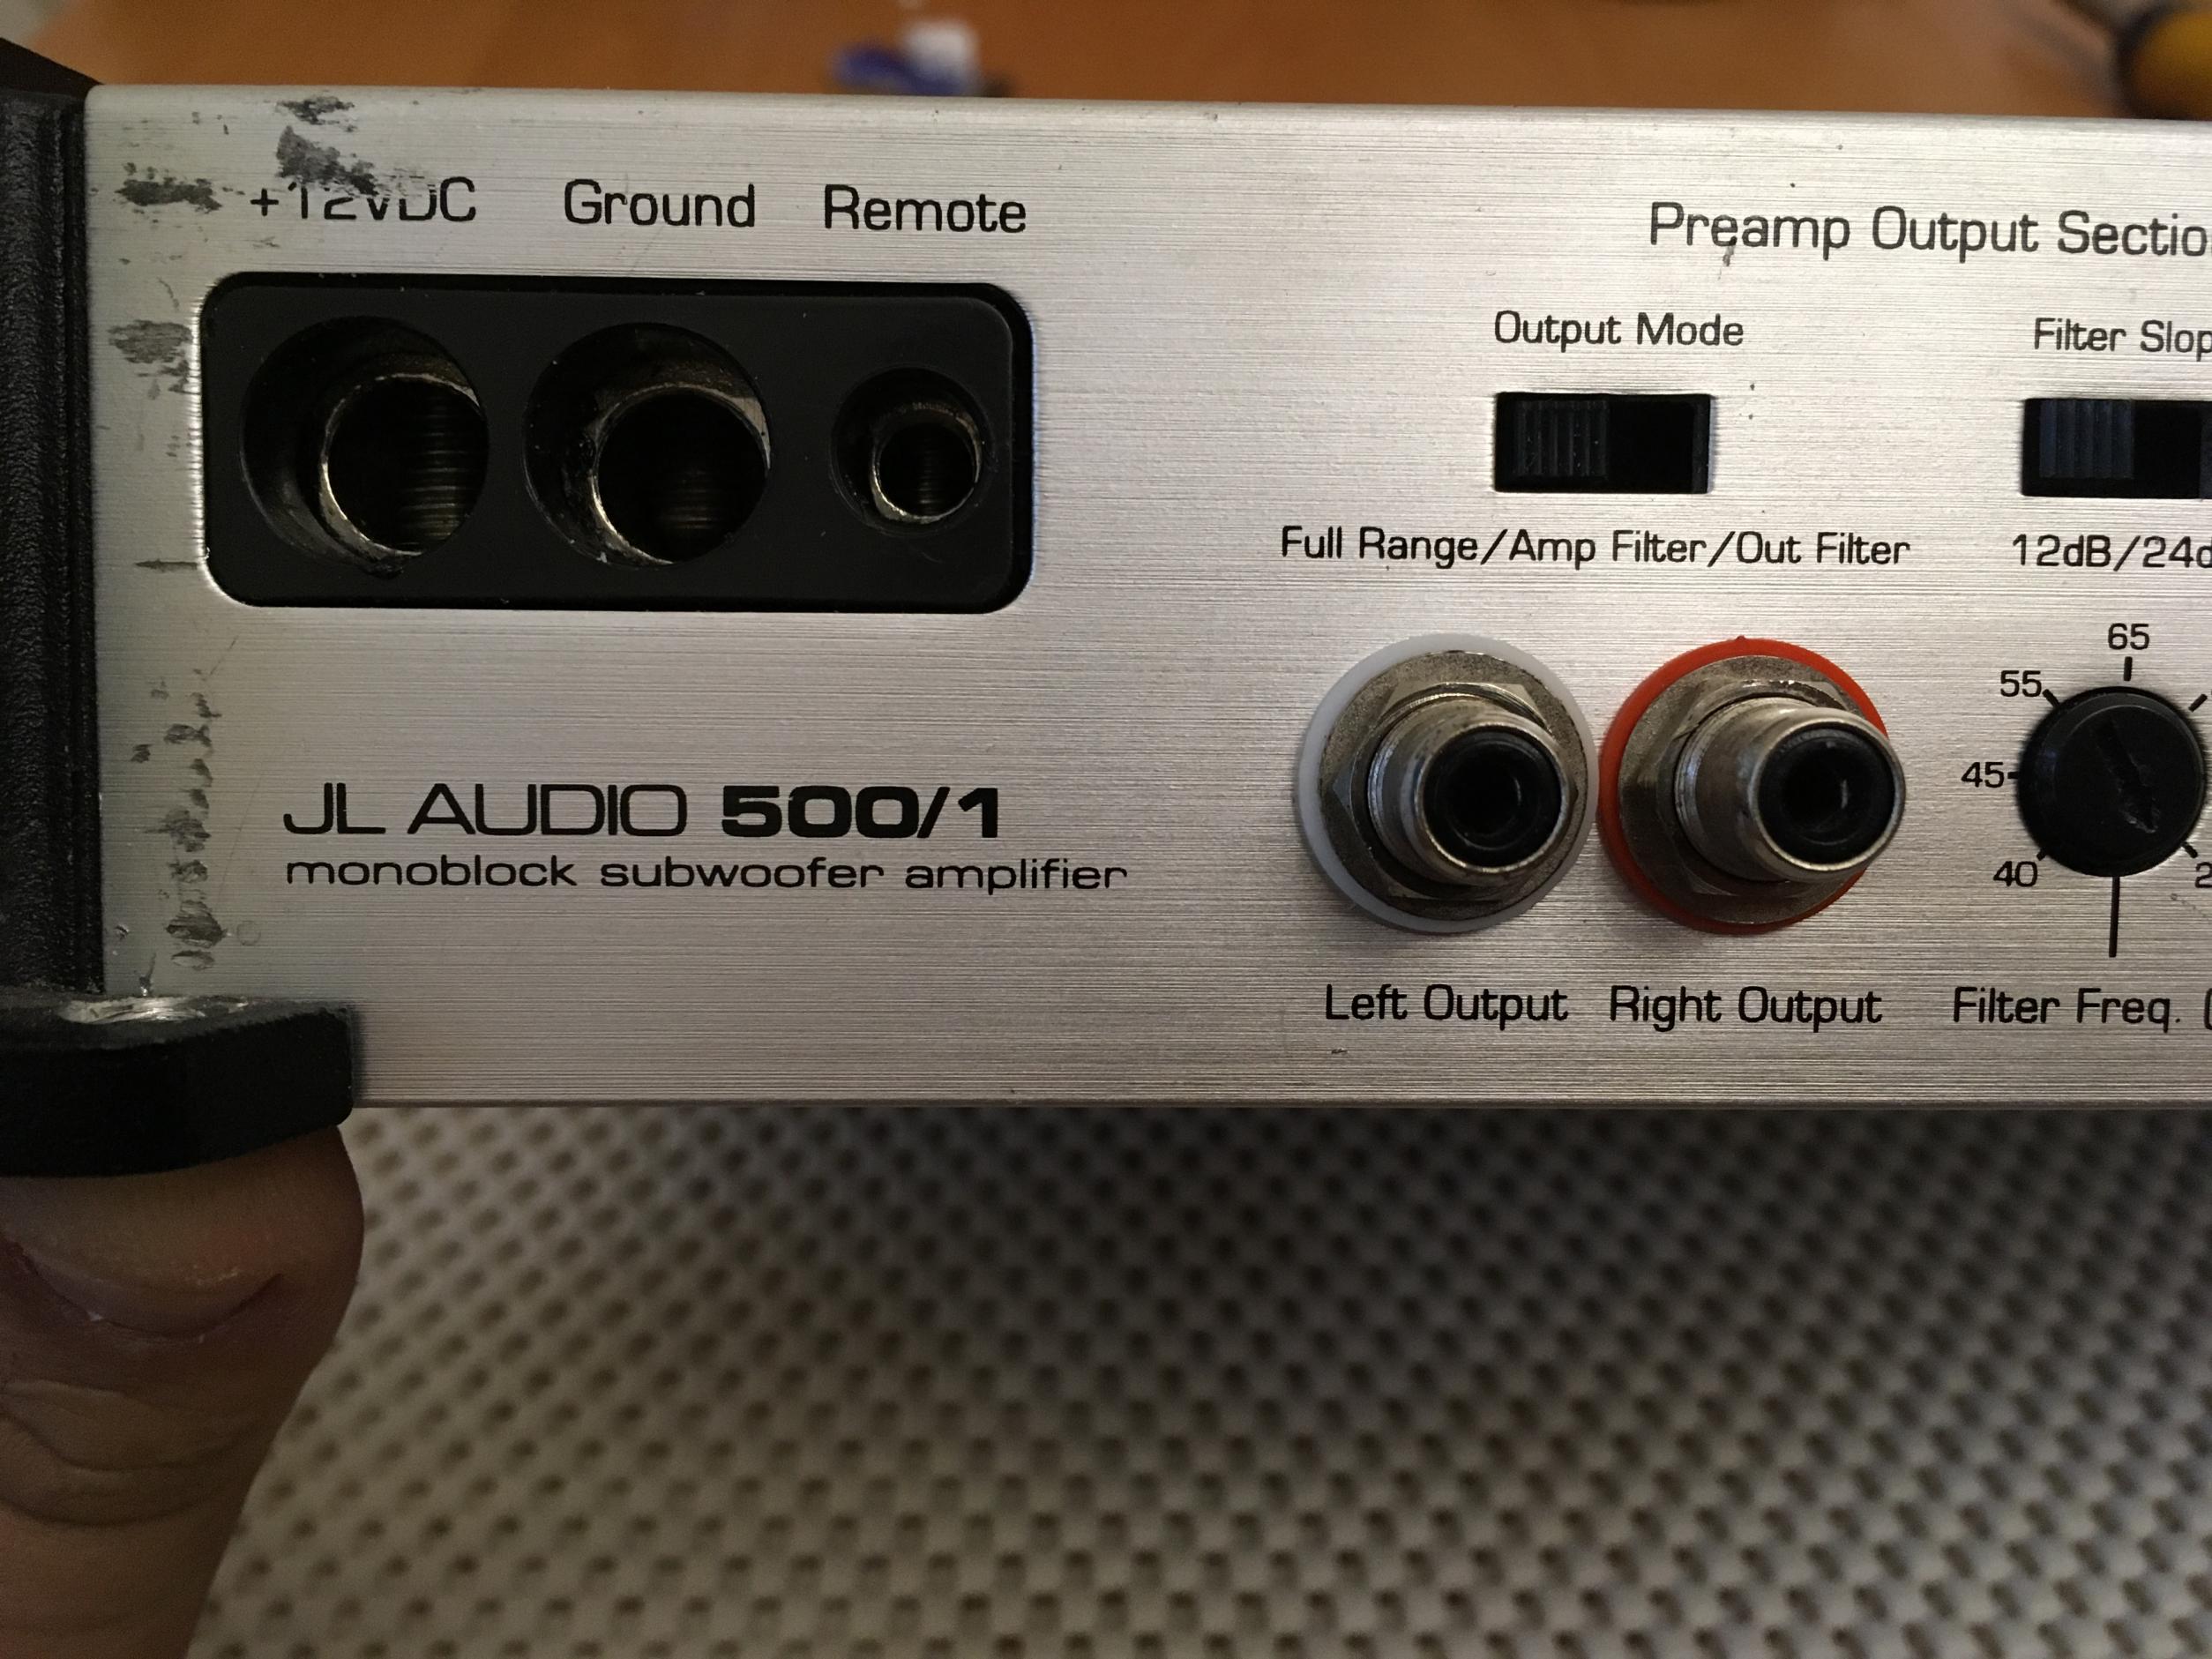 +12vDC Ground Remote
Preamp Output Sectio
Output Mode
Filter Slop
Full Range/Amp Filter/Out Filter
12dB/24d
65
55
45
40
2
JL AUDIO 500/1
monoblock subwoofer amplifier
Left Output Right Output
Filter Freq. (